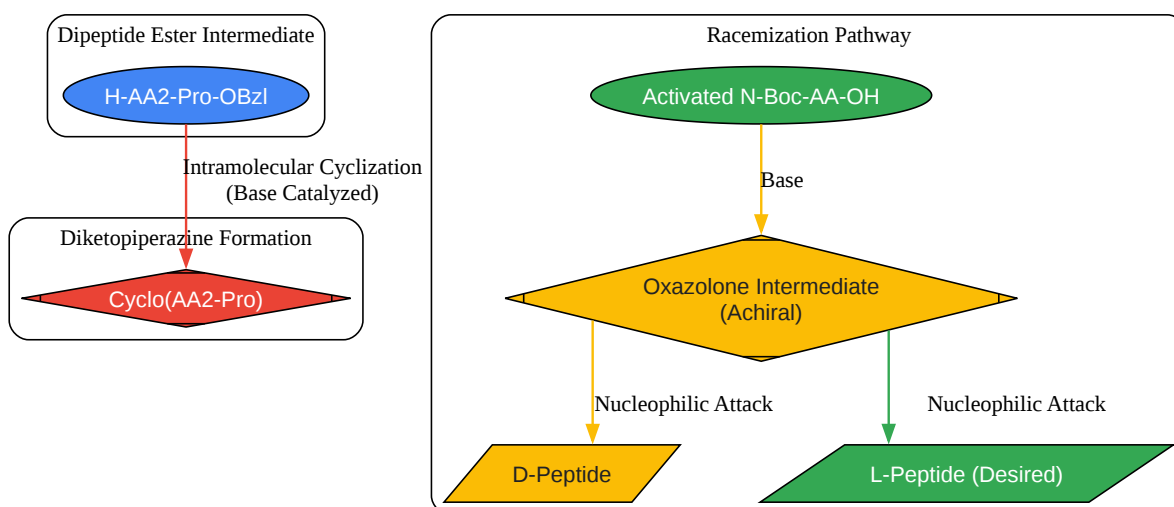 Dipeptide Ester Intermediate
H-AA2-Pro-OBzl
Intramolecular Cyclization
(Base Catalyzed)
Diketopiperazine Formation
Cyclo(AA2-Pro)
Racemization Pathway
Activated N-Boc-AA-OH
Base
Oxazolone Intermediate
(Achiral)
Nucleophilic Attack
Nucleophilic Attack
D-Peptide
L-Peptide (Desired)